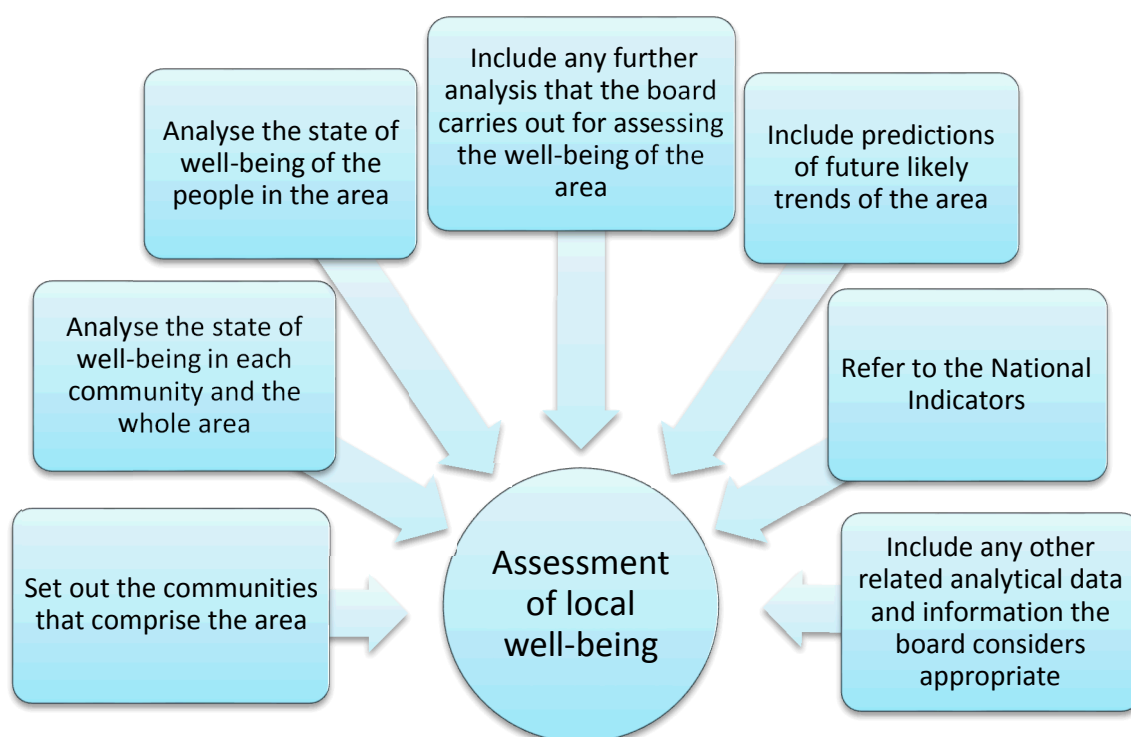 Set out the communities
that comprise the area
Analyse the state of
well-being in each
community and the
whole area
Analyse the state of
well-being of the
people in the area
Include any further
analysis that the board
carries out for assessing
the well-being of the
area
Include predictions
of future likely
trends of the area
Refer to the National
Indicators
Include any other
related analytical data
and information the
board considers
appropriate
Assessment
of local
well-being